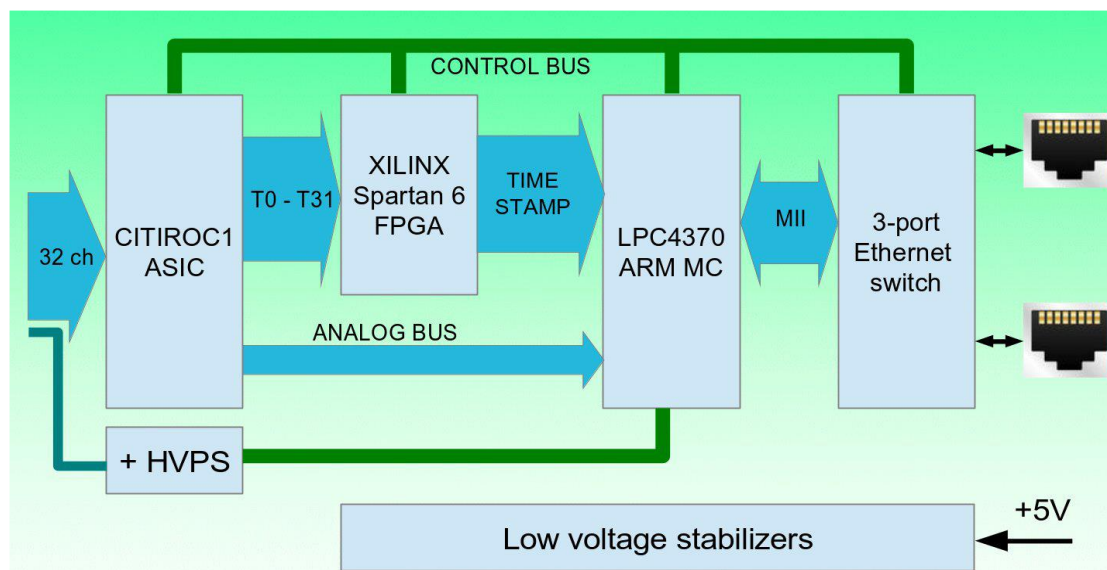 CONTROL BUS
32 ch
CITIROC1
ASIC
T0 - T31
XILINX
Spartan 6
FPGA
TIME
STAMP
LPC4370
ARM MC
MII
3-port
Ethernet
switch
ANALOG BUS
+ HVPS
+5V
Low voltage stabilizers